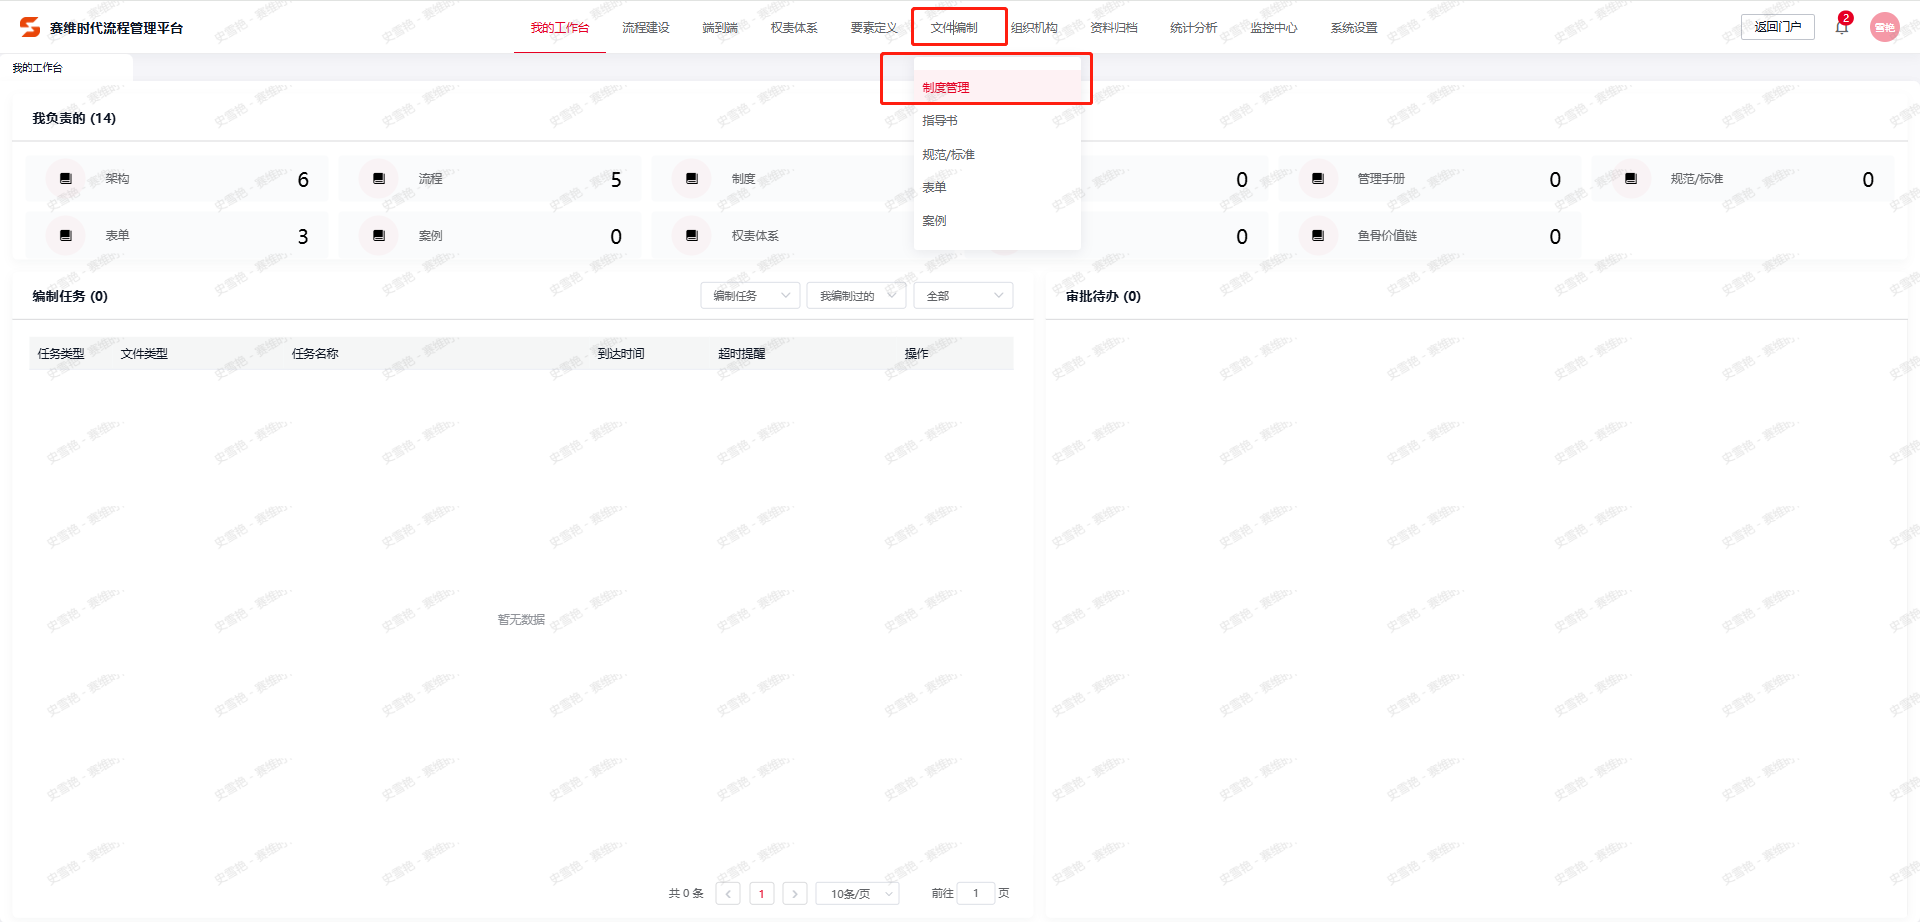 赛维时代流程管理平台
我的工作台 流程建设 端到端 权责体系 要素定义 文件编制 组织机构 资料归档 统计分析 监控中心 系统设置
返回门户 2 雪艳
我的工作台
制度管理
指导书
规范/标准
表单
案例
我负责的 (14)
架构 6 流程 5 制度 0 管理手册 0 规范/标准 0
表单 3 案例 0 权责体系 0 鱼骨价值链 0
编制任务 (0) 编制任务 我编制过的 全部
审批待办 (0)
任务类型 文件类型 任务名称 到达时间 超时提醒 操作
暂无数据
共 0 条 < 1 > 10条/页 前往 1 页
史雪艳 - 赛维时